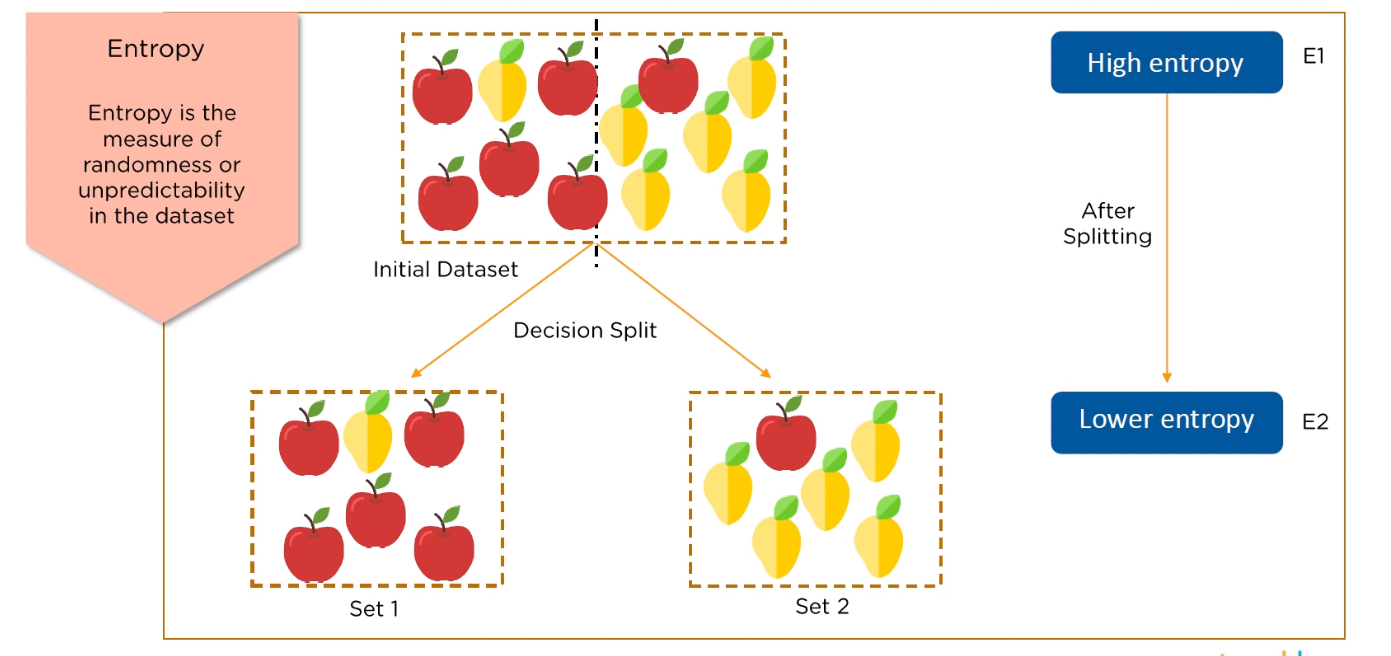 Entropy
Entropy is the
measure of
randomness or
unpredictability
in the dataset
Initial Dataset
Decision Split
Set 1
Set 2
High entropy
E1
After
Splitting
Lower entropy
E2